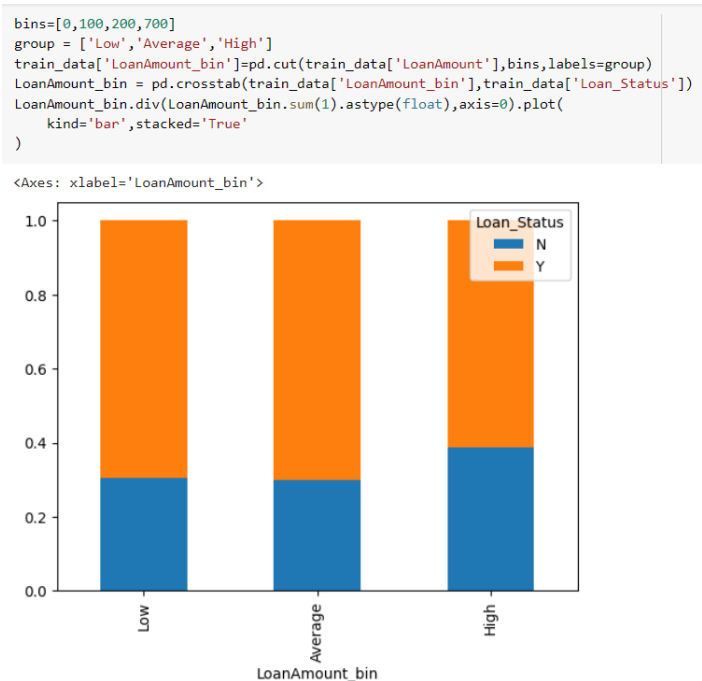 bins=[0,100,200,700]
group = ['Low','Average','High']
train_data['LoanAmount_bin']=pd.cut(train_data['LoanAmount'],bins,labels=group)
LoanAmount_bin = pd.crosstab(train_data['LoanAmount_bin'],train_data['Loan_Status'])
LoanAmount_bin.div(LoanAmount_bin.sum(1).astype(float),axis=0).plot(
    kind='bar',stacked='True'
)
<Axes: xlabel='LoanAmount_bin'>
Loan_Status
N
Y
1.0
0.8
0.6
0.4
0.2
0.0
Low
Average
High
LoanAmount_bin